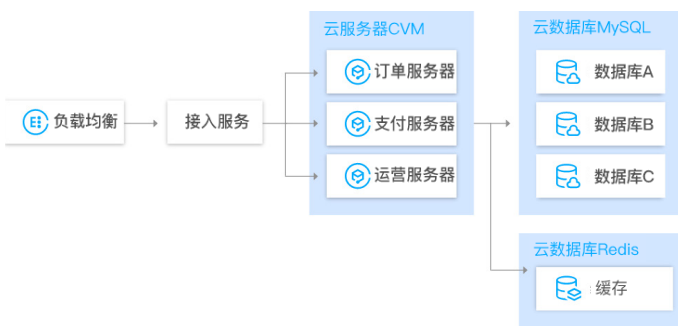 负载均衡
接入服务
云服务器CVM
订单服务器
支付服务器
运营服务器
云数据库MySQL
数据库A
数据库B
数据库C
云数据库Redis
缓存